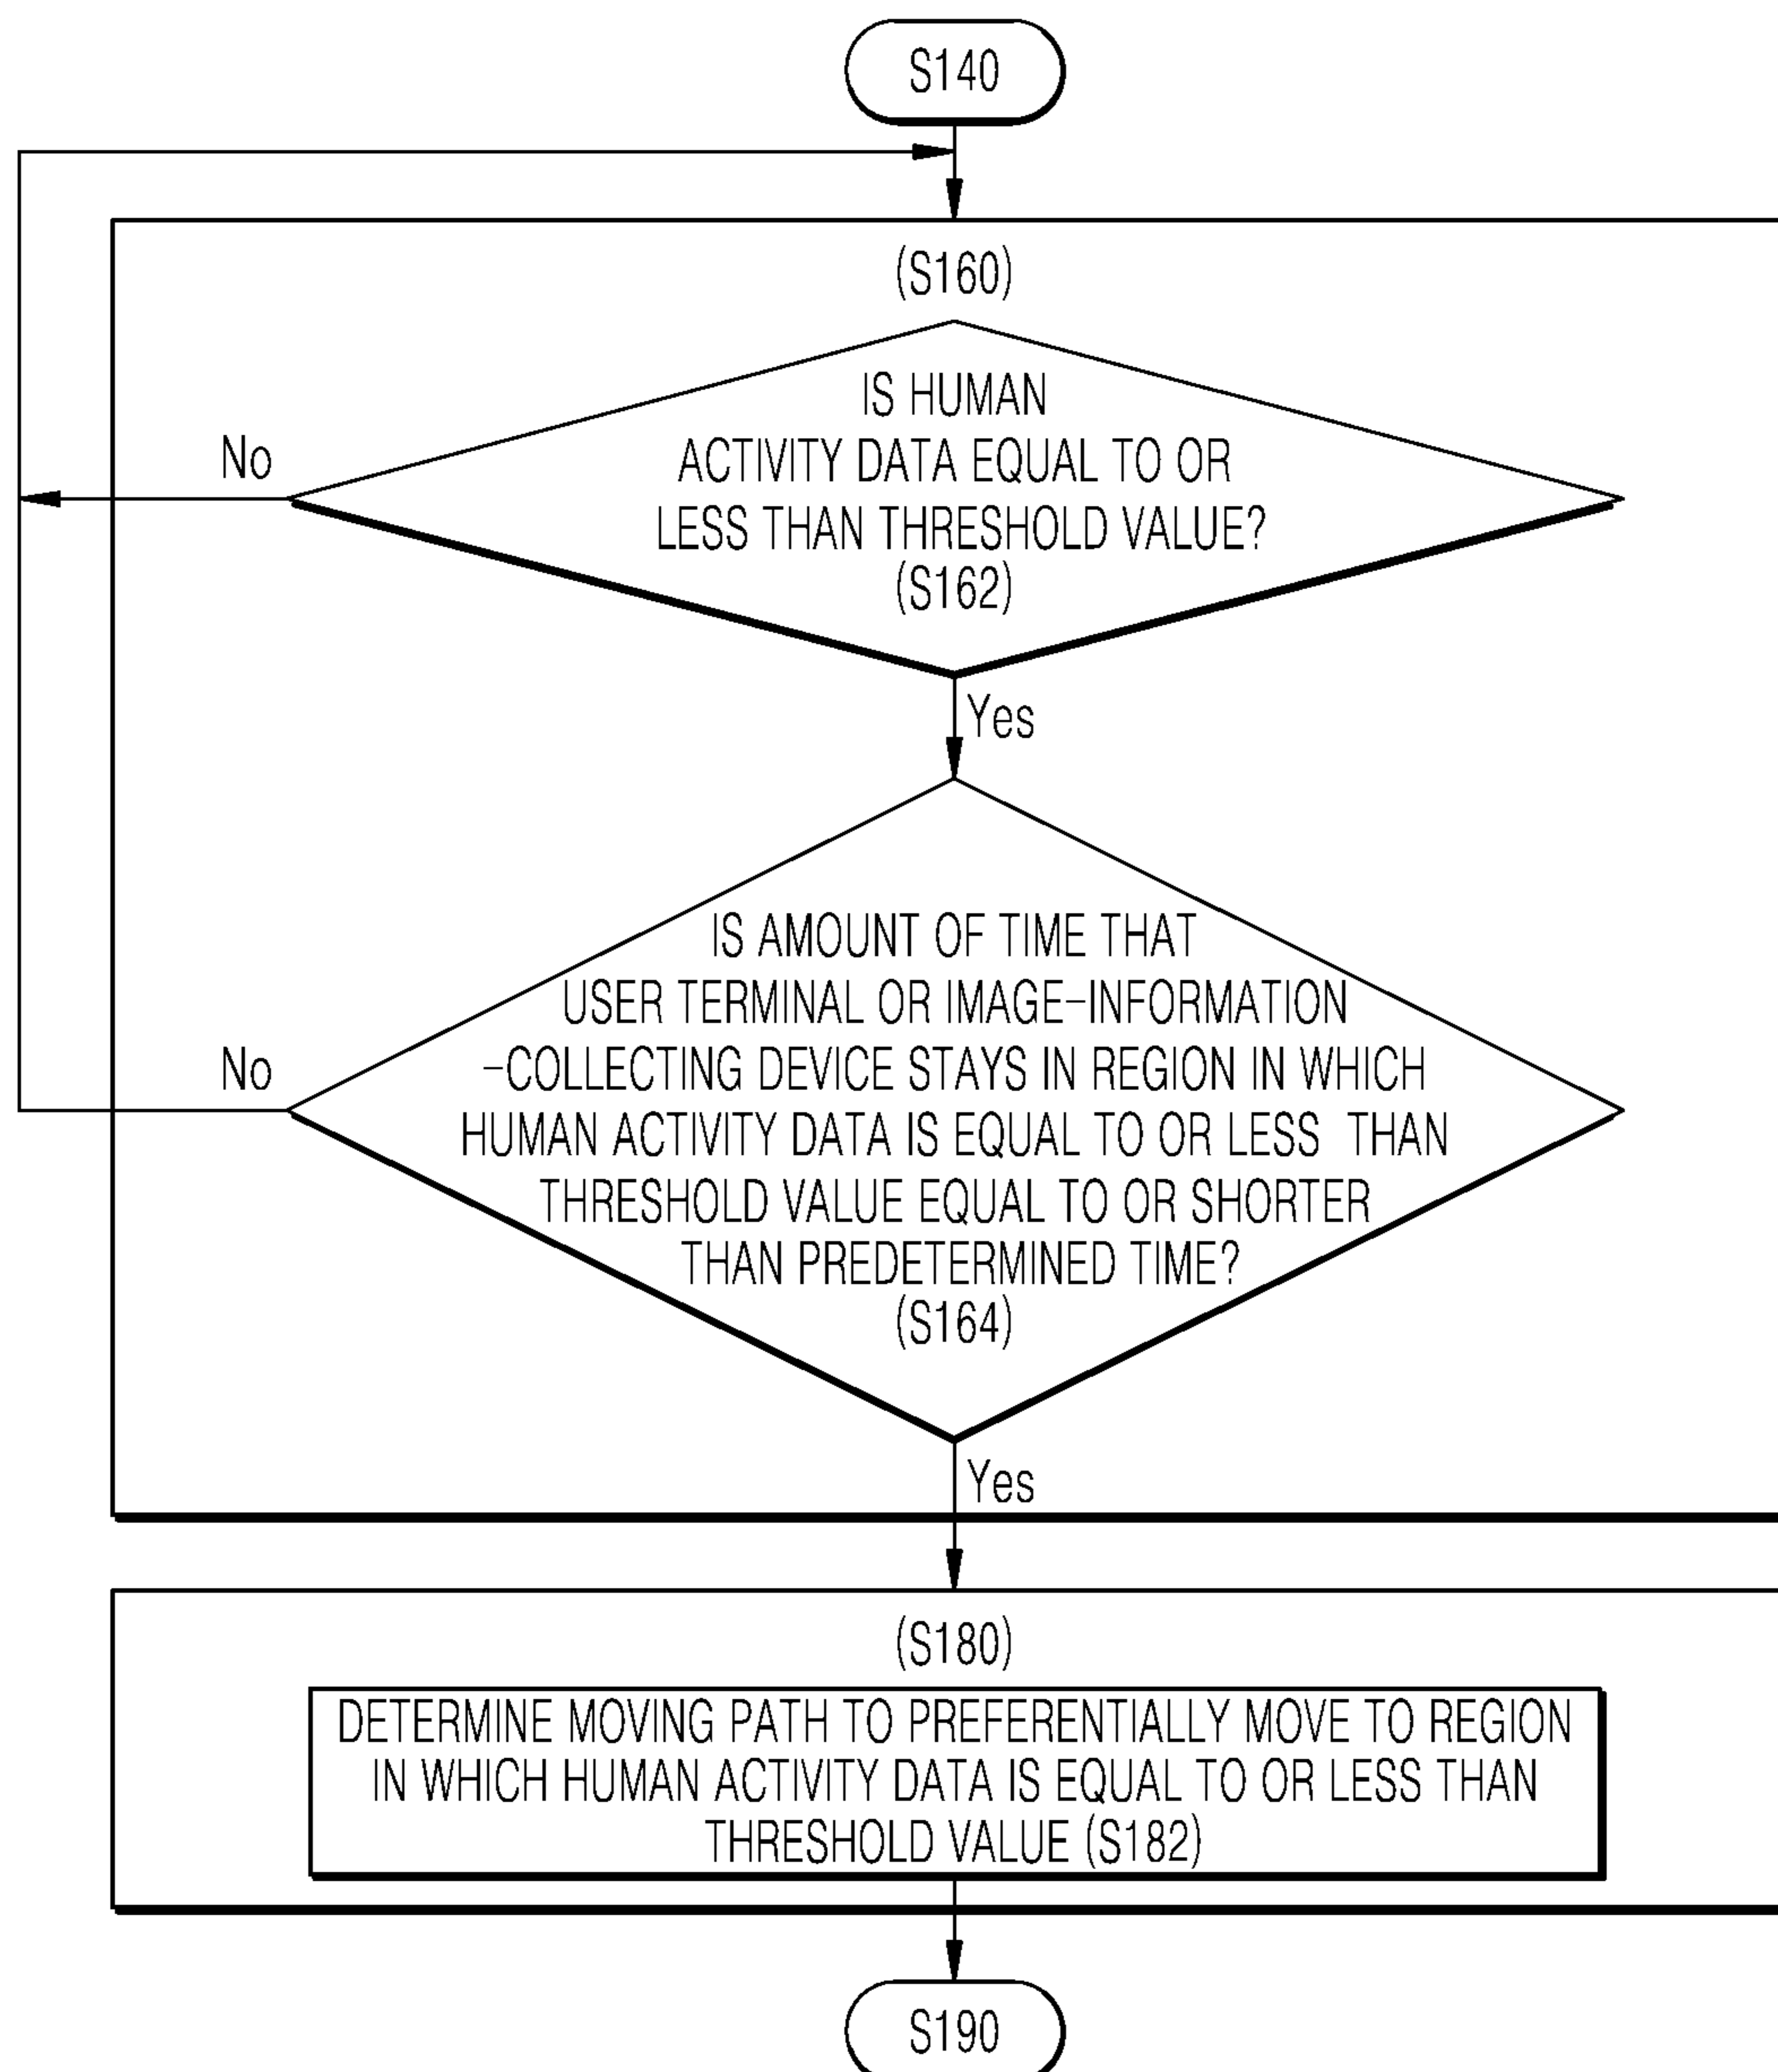 S140
(S160)
IS HUMAN
ACTIVITY DATA EQUAL TO OR
LESS THAN THRESHOLD VALUE?
(S162)
No
Yes
IS AMOUNT OF TIME THAT
USER TERMINAL OR IMAGE-INFORMATION
-COLLECTING DEVICE STAYS IN REGION IN WHICH
HUMAN ACTIVITY DATA IS EQUAL TO OR LESS THAN
THRESHOLD VALUE EQUAL TO OR SHORTER
THAN PREDETERMINED TIME?
(S164)
No
Yes
(S180)
DETERMINE MOVING PATH TO PREFERENTIALLY MOVE TO REGION
IN WHICH HUMAN ACTIVITY DATA IS EQUAL TO OR LESS THAN
THRESHOLD VALUE (S182)
S190